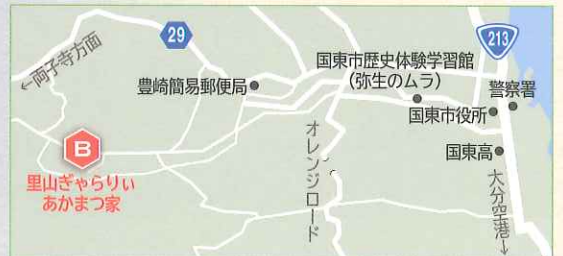 29
213
←両子寺方面
国東市歴史体験学習館
(弥生のムラ)
豊崎簡易郵便局
警察署
国東市役所
B
国東高
里山ぎゃらりぃ
あかまつ家
オレンジロード
大分空港→